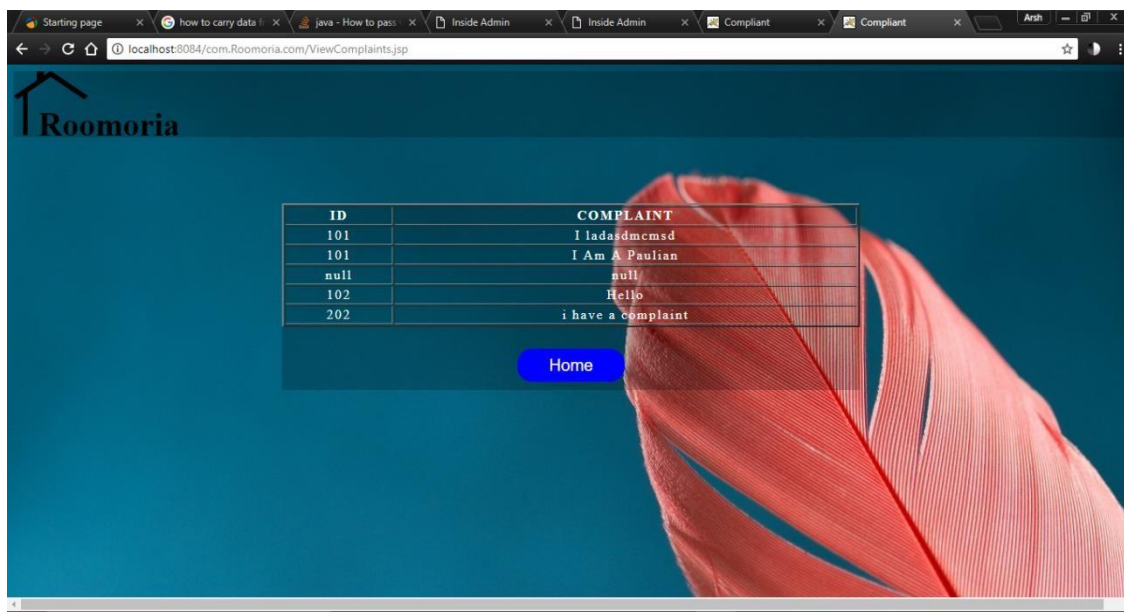 Starting page
how to carry data f
java - How to pass
Inside Admin
Inside Admin
Compliant
Compliant
Arsh
localhost:8084/com.Roomoria.com/ViewComplaints.jsp
Roomoria
ID COMPLAINT
101 I ladasdmcmsd
101 I Am A Paulian
null null
102 Hello
202 i have a complaint
Home